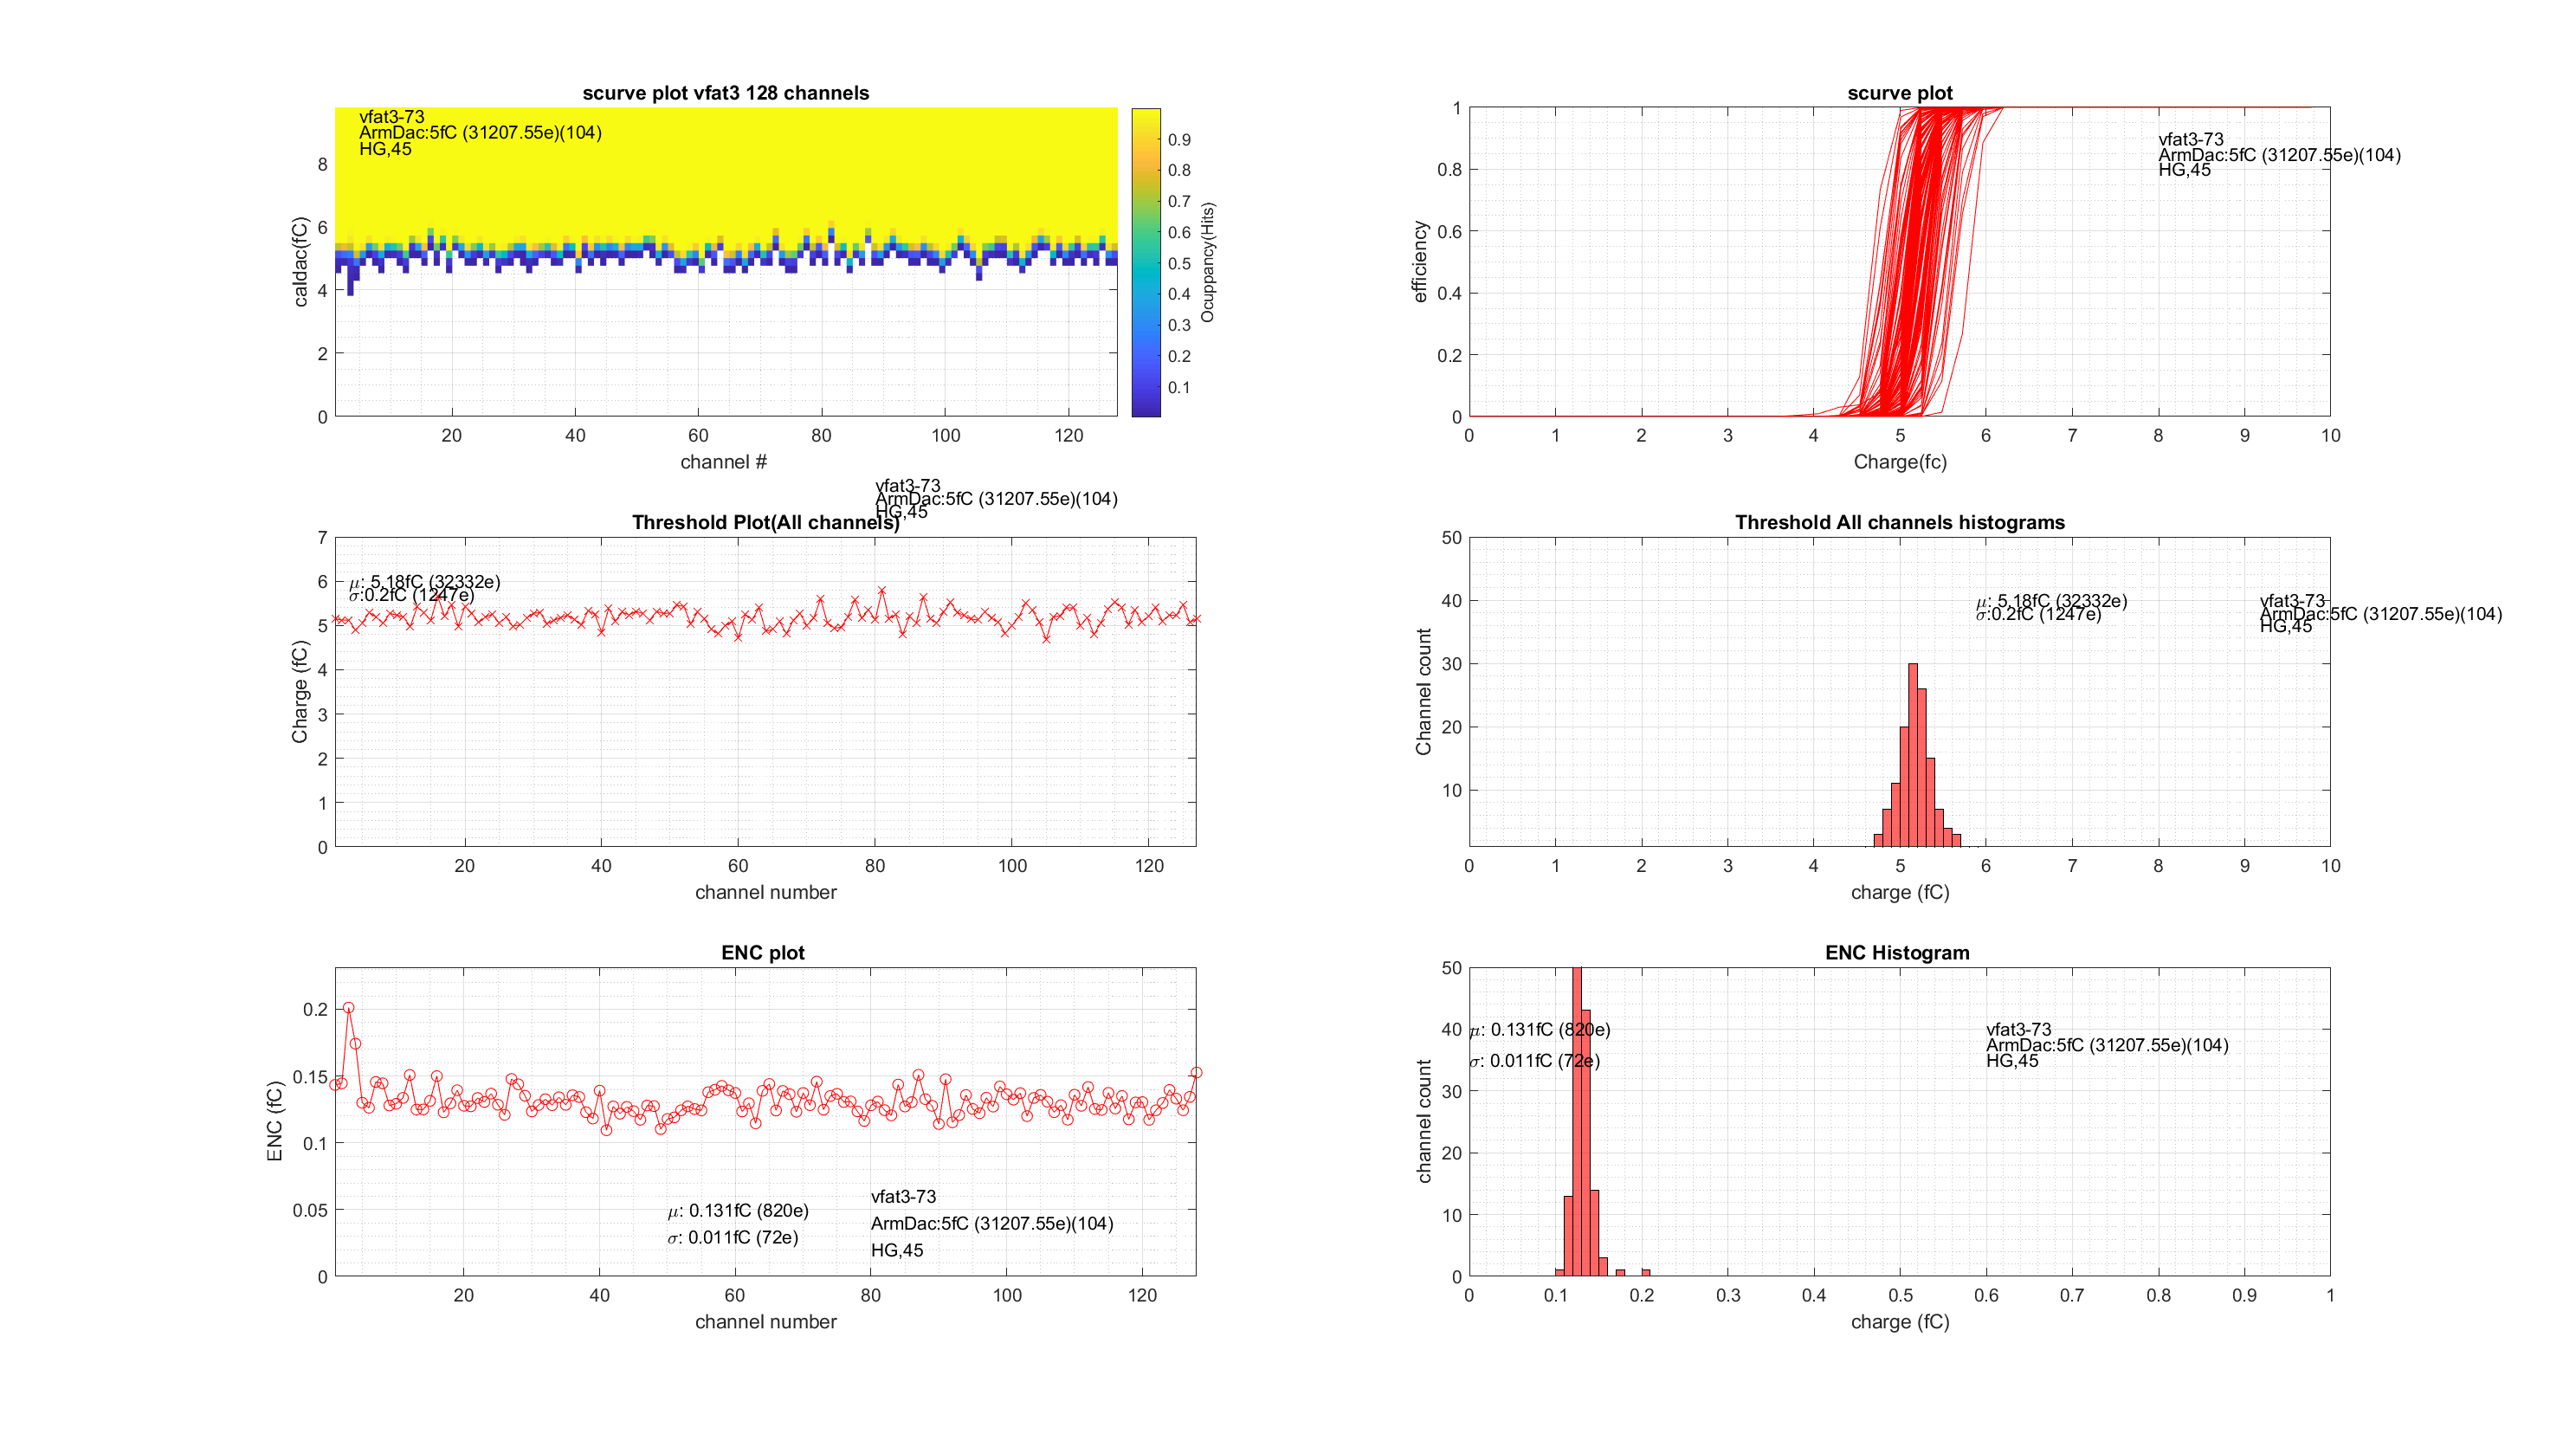 scurve plot vfat3 128 channels
vfat3-73
ArmDac:5fC (31207.55e)(104)
HG,45
caldac(fC)
8
6
4
2
0
20 40 60 80 100 120
channel #
0.9
0.8
0.7
0.6
0.5
0.4
0.3
0.2
0.1
Ocuppancy(Hits)
scurve plot
vfat3-73
ArmDac:5fC (31207.55e)(104)
HG,45
efficiency
1
0.8
0.6
0.4
0.2
0
0 1 2 3 4 5 6 7 8 9 10
Charge(fc)
vfat3-73
ArmDac:5fC (31207.55e)(104)
HG,45
Threshold Plot(All channels)
μ: 5.18fC (32332e)
σ:0.2fC (1247e)
Charge (fC)
7
6
5
4
3
2
1
0
20 40 60 80 100 120
channel number
Threshold All channels histograms
μ: 5.18fC (32332e)
σ:0.2fC (1247e)
vfat3-73
ArmDac:5fC (31207.55e)(104)
HG,45
Channel count
50
40
30
20
10
0 1 2 3 4 5 6 7 8 9 10
charge (fC)
ENC plot
ENC (fC)
0.2
0.15
0.1
0.05
0
μ: 0.131fC (820e)
σ: 0.011fC (72e)
vfat3-73
ArmDac:5fC (31207.55e)(104)
HG,45
20 40 60 80 100 120
channel number
ENC Histogram
μ: 0.131fC (820e)
σ: 0.011fC (72e)
vfat3-73
ArmDac:5fC (31207.55e)(104)
HG,45
channel count
50
40
30
20
10
0
0 0.1 0.2 0.3 0.4 0.5 0.6 0.7 0.8 0.9 1
charge (fC)